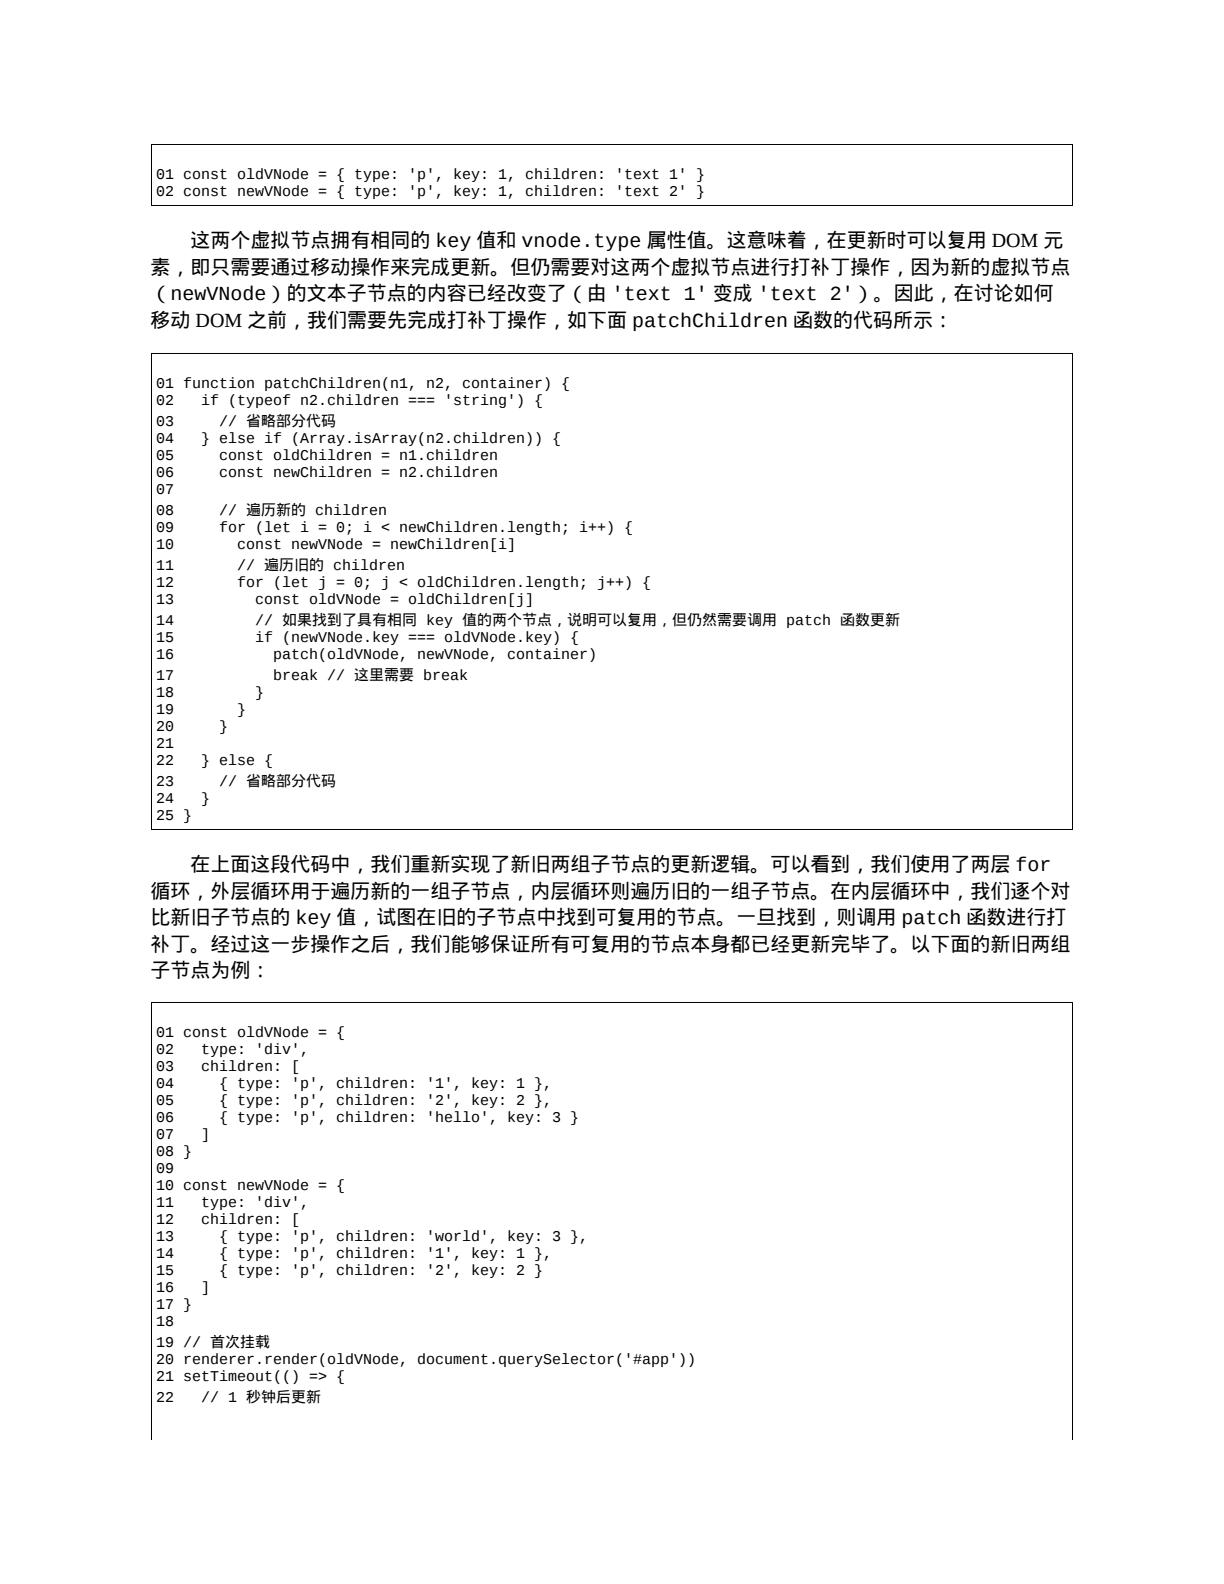 01 const oldVNode = { type: 'p', key: 1, children: 'text 1' }
02 const newVNode = { type: 'p', key: 1, children: 'text 2' }
这两个虚拟节点拥有相同的 key 值和 vnode.type 属性值。这意味着，在更新时可以复用 DOM 元
素，即只需要通过移动操作来完成更新。但仍需要对这两个虚拟节点进行打补丁操作，因为新的虚拟节点
（newVNode）的文本子节点的内容已经改变了（由 'text 1' 变成 'text 2'）。因此，在讨论如何
移动 DOM 之前，我们需要先完成打补丁操作，如下面 patchChildren 函数的代码所示：
01 function patchChildren(n1, n2, container) {
02   if (typeof n2.children === 'string') {
03     // 省略部分代码
04   } else if (Array.isArray(n2.children)) {
05     const oldChildren = n1.children
06     const newChildren = n2.children
07
08     // 遍历新的 children
09     for (let i = 0; i < newChildren.length; i++) {
10       const newVNode = newChildren[i]
11       // 遍历旧的 children
12       for (let j = 0; j < oldChildren.length; j++) {
13         const oldVNode = oldChildren[j]
14         // 如果找到了具有相同 key 值的两个节点，说明可以复用，但仍然需要调用 patch 函数更新
15         if (newVNode.key === oldVNode.key) {
16           patch(oldVNode, newVNode, container)
17           break // 这里需要 break
18         }
19       }
20     }
21
22   } else {
23     // 省略部分代码
24   }
25 }
在上面这段代码中，我们重新实现了新旧两组子节点的更新逻辑。可以看到，我们使用了两层 for
循环，外层循环用于遍历新的一组子节点，内层循环则遍历旧的一组子节点。在内层循环中，我们逐个对
比新旧子节点的 key 值，试图在旧的子节点中找到可复用的节点。一旦找到，则调用 patch 函数进行打
补丁。经过这一步操作之后，我们能够保证所有可复用的节点本身都已经更新完毕了。以下面的新旧两组
子节点为例：
01 const oldVNode = {
02   type: 'div',
03   children: [
04     { type: 'p', children: '1', key: 1 },
05     { type: 'p', children: '2', key: 2 },
06     { type: 'p', children: 'hello', key: 3 }
07   ]
08 }
09
10 const newVNode = {
11   type: 'div',
12   children: [
13     { type: 'p', children: 'world', key: 3 },
14     { type: 'p', children: '1', key: 1 },
15     { type: 'p', children: '2', key: 2 }
16   ]
17 }
18
19 // 首次挂载
20 renderer.render(oldVNode, document.querySelector('#app'))
21 setTimeout(() => {
22   // 1 秒钟后更新